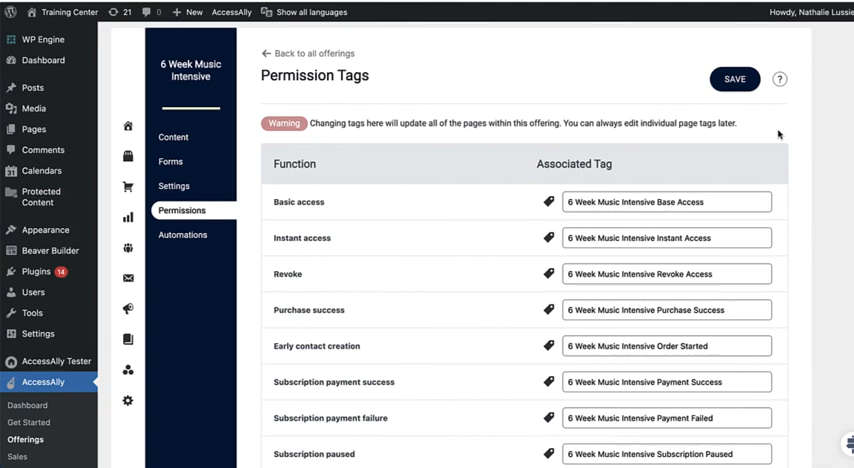 Training Center 21 0 New AccessAlly Show all languages Howdy, Nathalie Lussie
WP Engine
Dashboard
Posts
Media
Pages
Comments
Calendars
Protected
Content
Appearance
Beaver Builder
Plugins 14
Users
Tools
Settings
AccessAlly Tester
AccessAlly
Dashboard
Get Started
Offerings
Sales
6 Week Music
Intensive
Content
Forms
Settings
Permissions
Automations
Back to all offerings
Permission Tags
SAVE ?
Warning Changing tags here will update all of the pages within this offering. You can always edit individual page tags later.
Function Associated Tag
Basic access 6 Week Music Intensive Base Access
Instant access 6 Week Music Intensive Instant Access
Revoke 6 Week Music Intensive Revoke Access
Purchase success 6 Week Music Intensive Purchase Success
Early contact creation 6 Week Music Intensive Order Started
Subscription payment success 6 Week Music Intensive Payment Success
Subscription payment failure 6 Week Music Intensive Payment Failed
Subscription paused 6 Week Music Intensive Subscription Paused